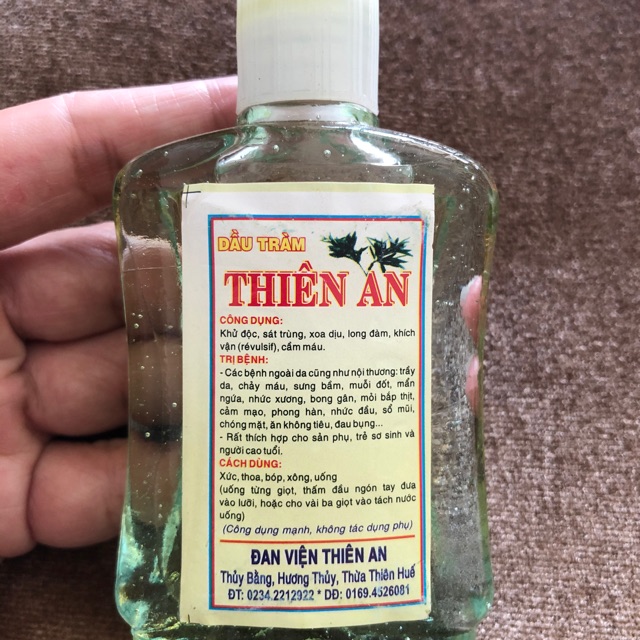 DẦU TRÀM
THIÊN AN
CÔNG DỤNG:
Khử độc, sát trùng, xoa dịu, long đàm, khích
vận (révulsif), cầm máu.
TRỊ BỆNH:
- Các bệnh ngoài da cũng như nội thương: trầy
da, chảy máu, sưng bầm, muỗi đốt, mẩn
ngứa, nhức xương, bong gân, mỏi bắp thịt,
cảm mạo, phong hàn, nhức đầu, sổ mũi,
chóng mặt, ăn không tiêu, đau bụng...
- Rất thích hợp cho sản phụ, trẻ sơ sinh và
người cao tuổi.
CÁCH DÙNG:
Xức, thoa, bóp, xông, uống
(uống từng giọt, thấm đầu ngón tay đưa
vào lưỡi, hoặc cho vài ba giọt vào tách nước
uống)
(Công dụng mạnh, không tác dụng phụ)
ĐAN VIỆN THIÊN AN
Thủy Bằng, Hương Thủy, Thừa Thiên Huế
ĐT: 0234.2212922 * DĐ: 0169.4526081